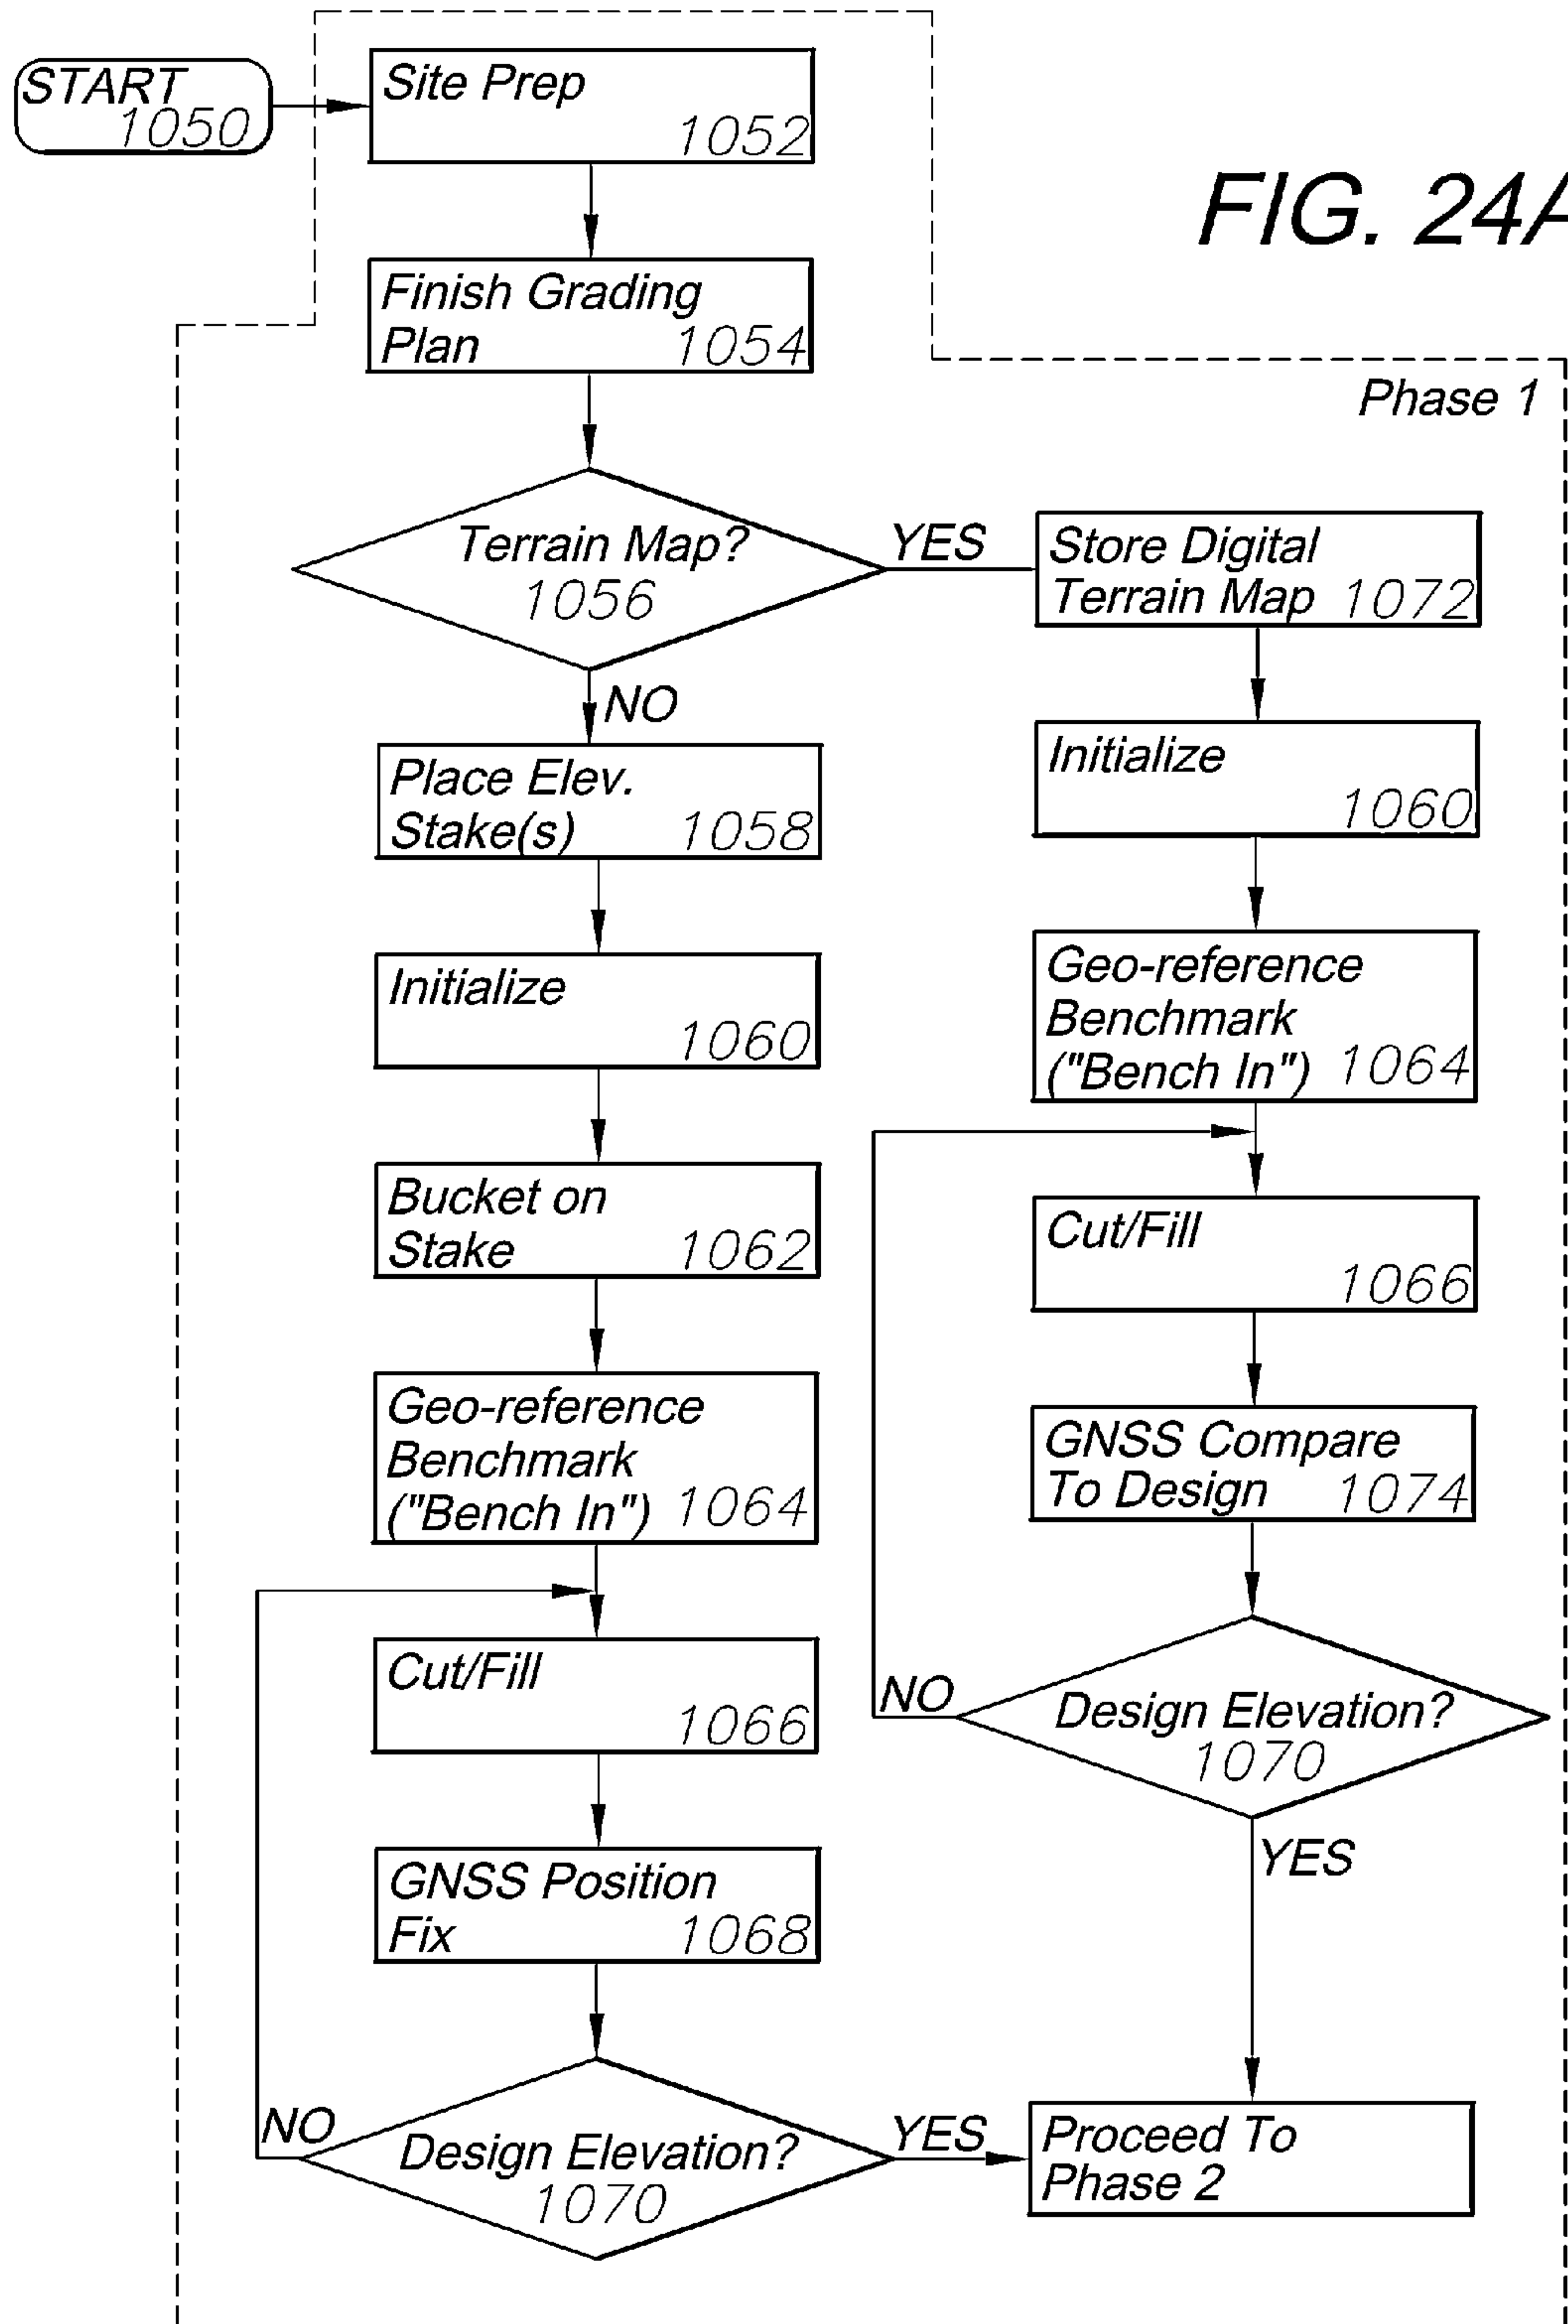 START
1050
Site Prep
1052
FIG. 24A
Finish Grading
Plan 1054
Phase 1
Terrain Map?
1056
YES
Store Digital
Terrain Map 1072
NO
Initialize
1060
Place Elev.
Stake(s) 1058
Geo-reference
Benchmark
("Bench In") 1064
Initialize
1060
Bucket on
Stake 1062
Cut/Fill
1066
Geo-reference
Benchmark
("Bench In") 1064
GNSS Compare
To Design 1074
Cut/Fill
1066
NO
Design Elevation?
1070
YES
GNSS Position
Fix 1068
NO
Design Elevation?
1070
YES
Proceed To
Phase 2